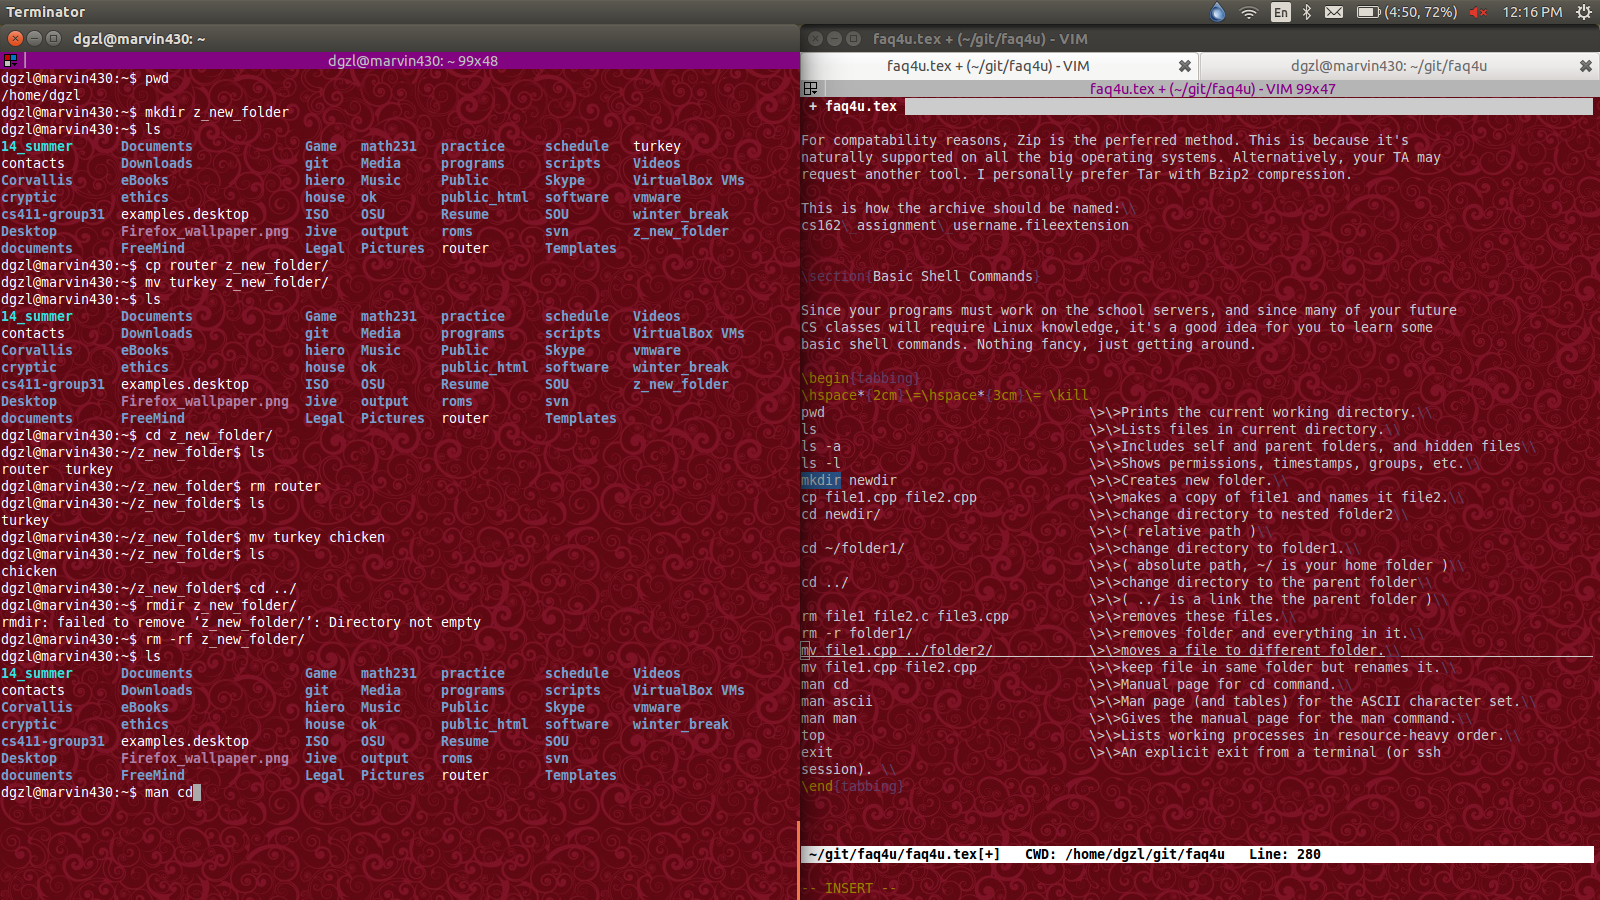 Terminator
En
(4:50, 72%)
12:16 PM
dgzl@marvin430: ~
dgzl@marvin430: ~ 99x48
dgzl@marvin430:~$ pwd
/home/dgzl
dgzl@marvin430:~$ mkdir z_new_folder
dgzl@marvin430:~$ ls
14_summer Documents Game math231 practice schedule turkey
contacts Downloads git Media programs scripts Videos
Corvallis eBooks hiero Music Public Skype VirtualBox VMs
cryptic ethics house ok public_html software vmware
cs411-group31 examples.desktop ISO OSU Resume SOU winter_break
Desktop Firefox_wallpaper.png Jive output roms svn z_new_folder
documents FreeMind Legal Pictures router Templates
dgzl@marvin430:~$ cp router z_new_folder/
dgzl@marvin430:~$ mv turkey z_new_folder/
dgzl@marvin430:~$ ls
14_summer Documents Game math231 practice schedule Videos
contacts Downloads git Media programs scripts VirtualBox VMs
Corvallis eBooks hiero Music Public Skype vmware
cryptic ethics house ok public_html software winter_break
cs411-group31 examples.desktop ISO OSU Resume SOU z_new_folder
Desktop Firefox_wallpaper.png Jive output roms svn
documents FreeMind Legal Pictures router Templates
dgzl@marvin430:~$ cd z_new_folder/
dgzl@marvin430:~/z_new_folder$ ls
router turkey
dgzl@marvin430:~/z_new_folder$ rm router
dgzl@marvin430:~/z_new_folder$ ls
turkey
dgzl@marvin430:~/z_new_folder$ mv turkey chicken
dgzl@marvin430:~/z_new_folder$ ls
chicken
dgzl@marvin430:~/z_new_folder$ cd ../
dgzl@marvin430:~$ rmdir z_new_folder/
rmdir: failed to remove ‘z_new_folder/’: Directory not empty
dgzl@marvin430:~$ rm -rf z_new_folder/
dgzl@marvin430:~$ ls
14_summer Documents Game math231 practice schedule Videos
contacts Downloads git Media programs scripts VirtualBox VMs
Corvallis eBooks hiero Music Public Skype vmware
cryptic ethics house ok public_html software winter_break
cs411-group31 examples.desktop ISO OSU Resume SOU
Desktop Firefox_wallpaper.png Jive output roms svn
documents FreeMind Legal Pictures router Templates
dgzl@marvin430:~$ man cd
faq4u.tex + (~/git/faq4u) - VIM
faq4u.tex + (~/git/faq4u) - VIM
dgzl@marvin430: ~/git/faq4u
faq4u.tex + (~/git/faq4u) - VIM 99x47
+ faq4u.tex
For compatability reasons, Zip is the perferred method. This is because it's
naturally supported on all the big operating systems. Alternatively, your TA may
request another tool. I personally prefer Tar with Bzip2 compression.
This is how the archive should be named:\\
cs162\_assignment\_username.fileextension
\section{Basic Shell Commands}
Since your programs must work on the school servers, and since many of your future
CS classes will require Linux knowledge, it's a good idea for you to learn some
basic shell commands. Nothing fancy, just getting around.
\begin{tabbing}
\hspace*{2cm}\=\hspace*{3cm}\= \kill
pwd \>\>Prints the current working directory.\\
ls \>\>Lists files in current directory.\\
ls -a \>\>Includes self and parent folders, and hidden files\\
ls -l \>\>Shows permissions, timestamps, groups, etc.\\
mkdir newdir \>\>Creates new folder.\\
cp file1.cpp file2.cpp \>\>makes a copy of file1 and names it file2.\\
cd newdir/ \>\>change directory to nested folder2\\
\>\>( relative path )\\
cd ~/folder1/ \>\>change directory to folder1.\\
\>\>( absolute path, ~/ is your home folder )\\
cd ../ \>\>change directory to the parent folder\\
\>\>( ../ is a link the the parent folder )\\
rm file1 file2.c file3.cpp \>\>removes these files.\\
rm -r folder1/ \>\>removes folder and everything in it.\\
mv file1.cpp ../folder2/ \>\>moves a file to different folder.\\
mv file1.cpp file2.cpp \>\>keep file in same folder but renames it.\\
man cd \>\>Manual page for cd command.\\
man ascii \>\>Man page (and tables) for the ASCII character set.\\
man man \>\>Gives the manual page for the man command.\\
top \>\>Lists working processes in resource-heavy order.\\
exit \>\>An explicit exit from a terminal (or ssh
session). \\
\end{tabbing}
~/git/faq4u/faq4u.tex[+] CWD: /home/dgzl/git/faq4u Line: 280
-- INSERT --